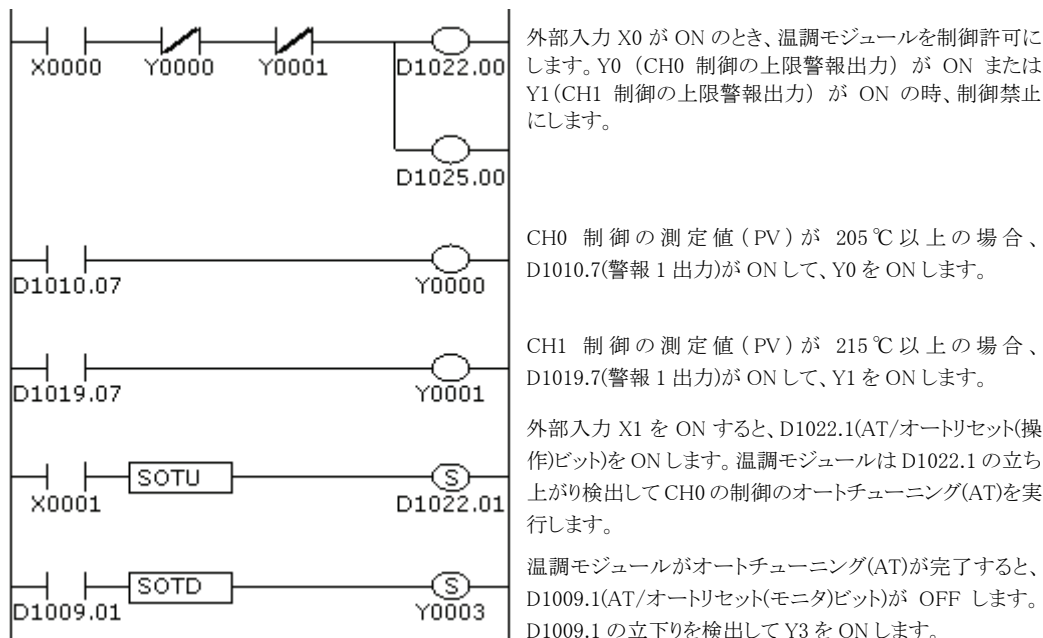 X0000 Y0000 Y0001 D1022.00
D1025.00
外部入力 X0 が ON のとき、温調モジュールを制御許可に
します。Y0 (CH0 制御の上限警報出力) が ON または
Y1(CH1 制御の上限警報出力) が ON の時、制御禁止
にします。
D1010.07 Y0000
CH0 制御の測定値(PV)が 205℃以上の場合、
D1010.7(警報 1 出力)が ON して、Y0 を ON します。
D1019.07 Y0001
CH1 制御の測定値(PV)が 215℃以上の場合、
D1019.7(警報 1 出力)が ON して、Y1 を ON します。
X0001 SOTU S D1022.01
外部入力 X1 を ON すると、D1022.1(AT/オートリセット(操
作)ビット)を ON します。温調モジュールは D1022.1 の立ち
上がり検出して CH0 の制御のオートチューニング(AT)を実
行します。
D1009.01 SOTD S Y0003
温調モジュールがオートチューニング(AT)が完了すると、
D1009.1(AT/オートリセット(モニタ)ビット)が OFF します。
D1009.1 の立下りを検出して Y3 を ON します。